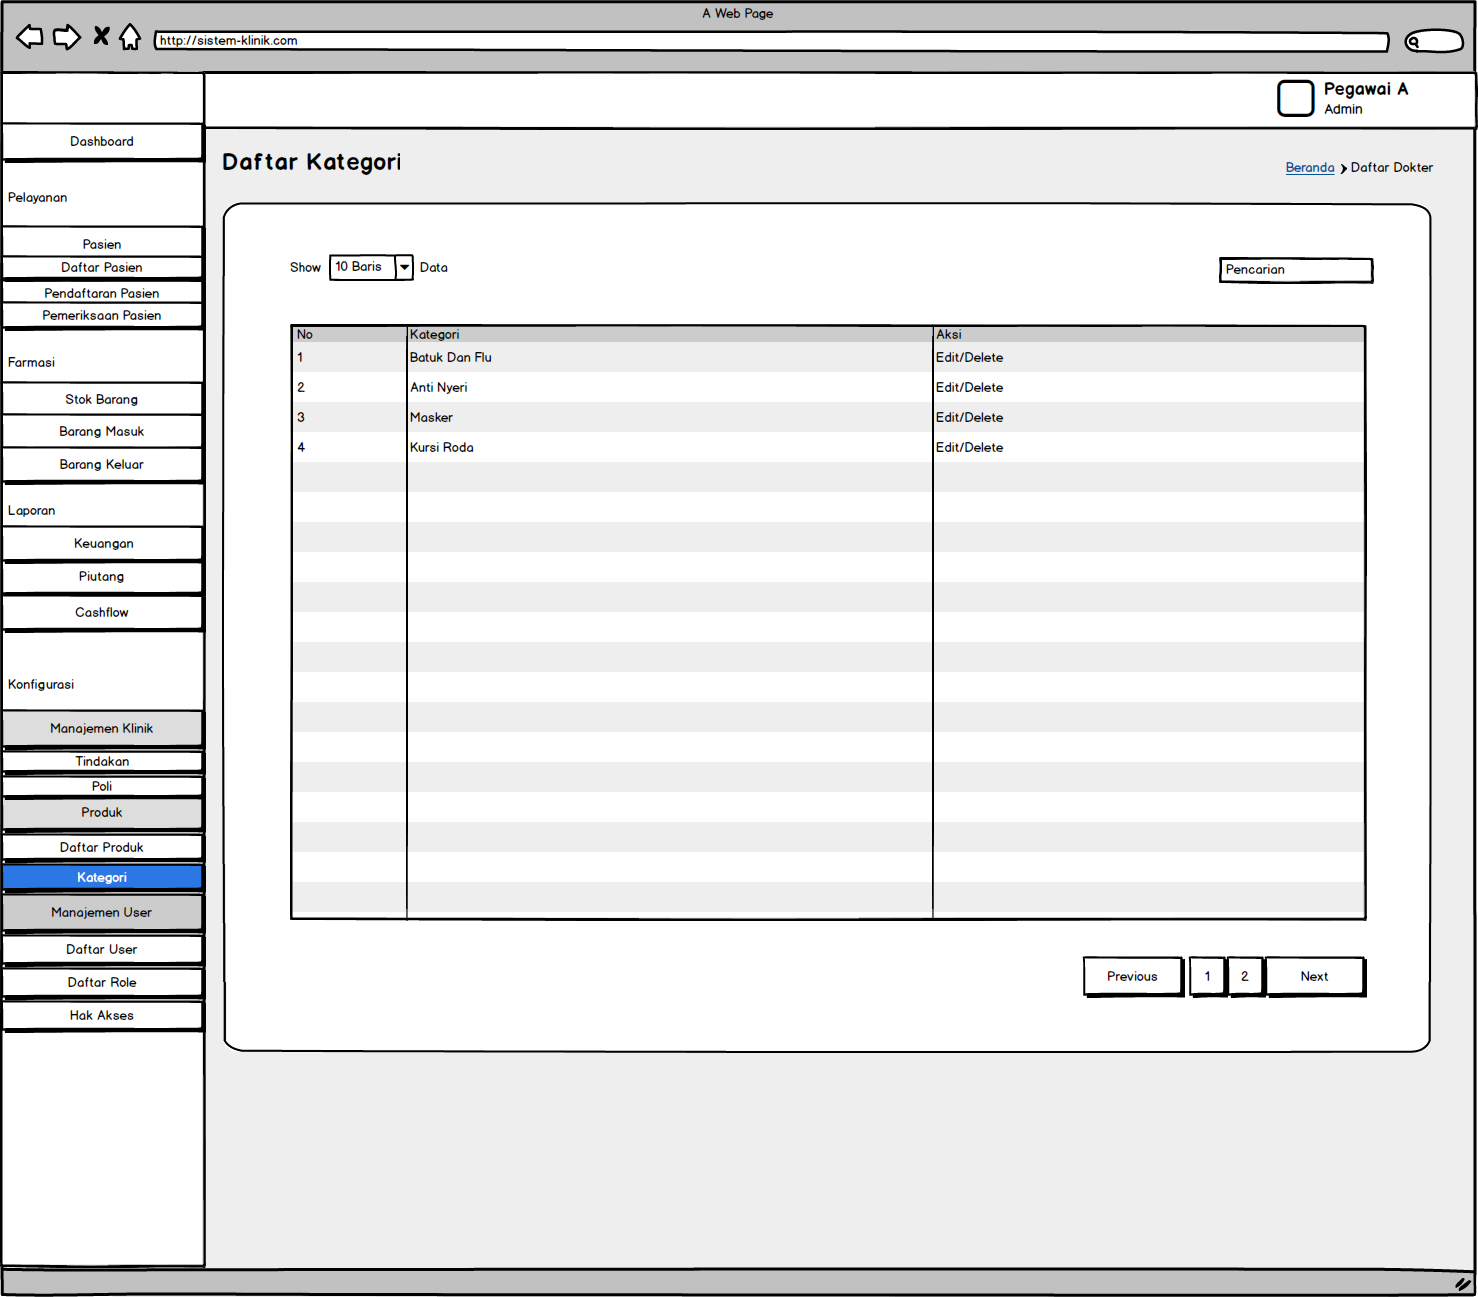 A Web Page
http://sistem-klinik.com
Pegawai A
Admin
Dashboard
Pelayanan
Pasien
Daftar Pasien
Pendaftaran Pasien
Pemeriksaan Pasien
Farmasi
Stok Barang
Barang Masuk
Barang Keluar
Laporan
Keuangan
Piutang
Cashflow
Konfigurasi
Manajemen Klinik
Tindakan
Poli
Produk
Daftar Produk
Kategori
Manajemen User
Daftar User
Daftar Role
Hak Akses
Daftar Kategori
Beranda > Daftar Dokter
Show 10 Baris Data
Pencarian
No Kategori Aksi
1 Batuk Dan Flu Edit/Delete
2 Anti Nyeri Edit/Delete
3 Masker Edit/Delete
4 Kursi Roda Edit/Delete
Previous 1 2 Next